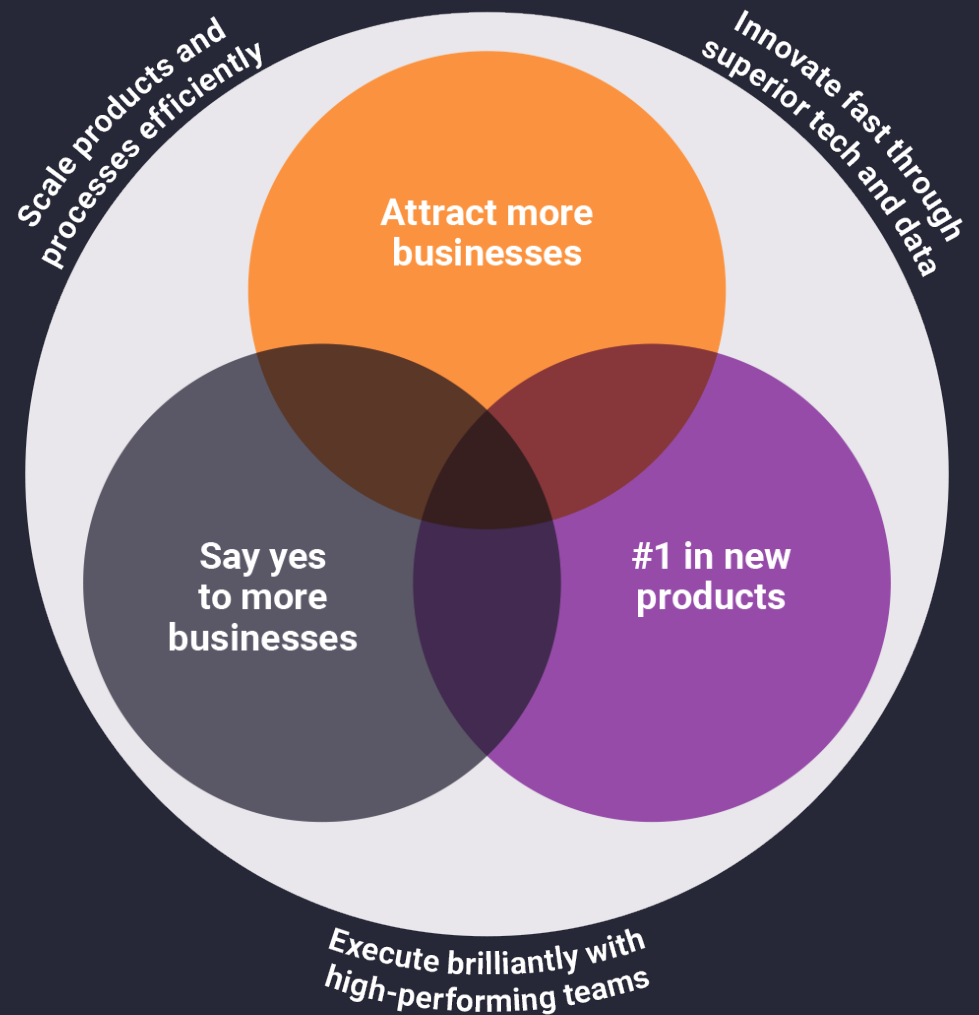 Scale products and
processes efficiently
Innovate fast through
superior tech and data
Attract more
businesses
Say yes
to more
businesses
#1 in new
products
Execute brilliantly with
high-performing teams